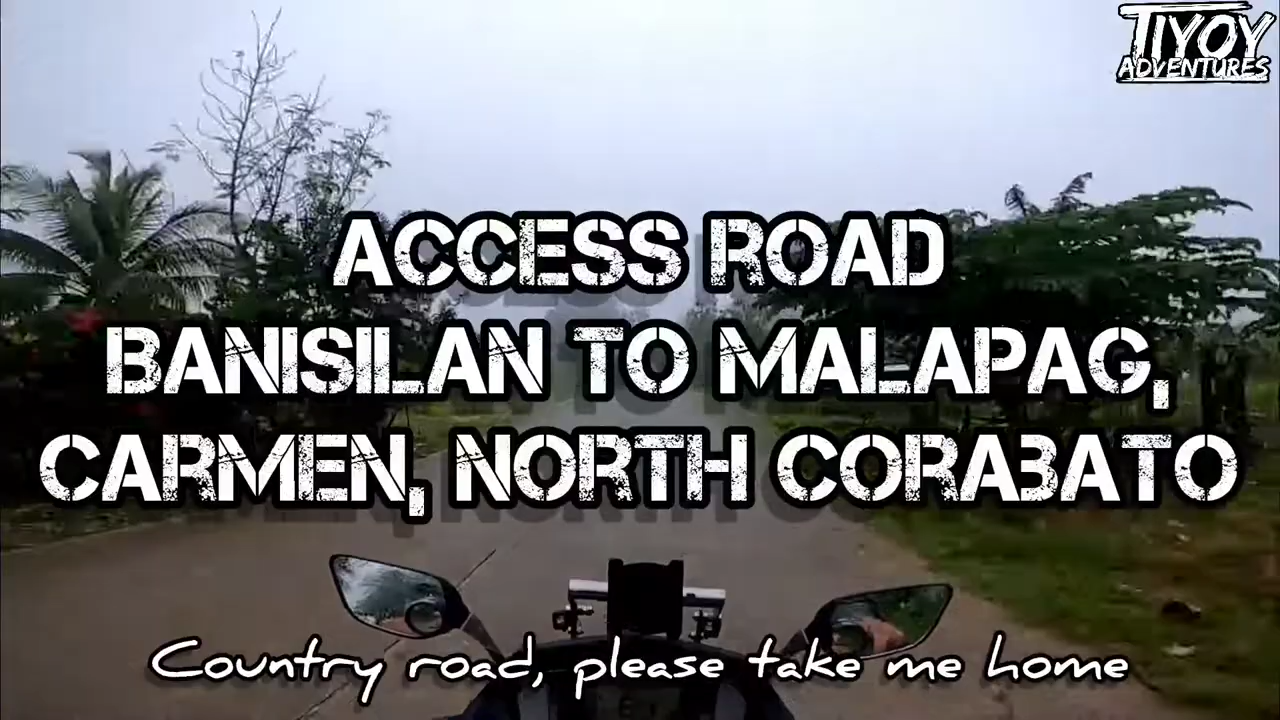 TIYOY
ADVENTURES
ACCESS ROAD
BANISILAN TO MALAPAG,
CARMEN, NORTH CORABATO
Country road, please take me home